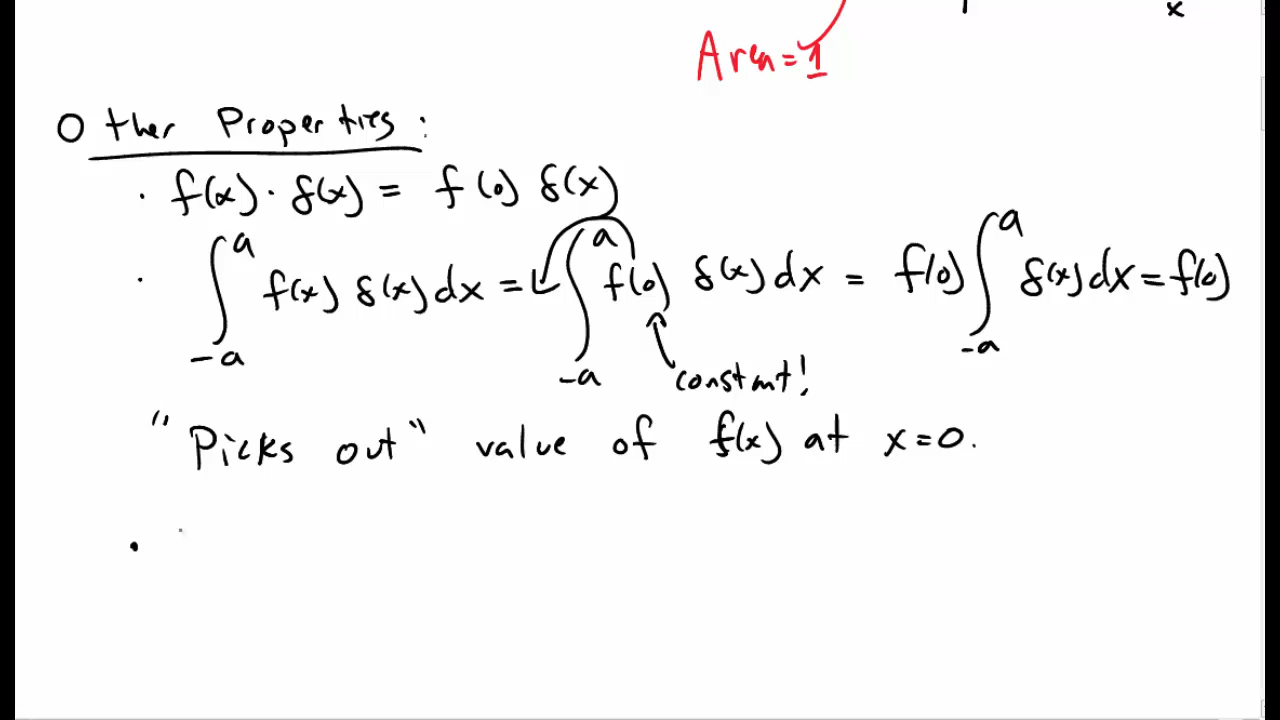 x
Area=1
Other Properties:
· f(x)·δ(x) = f(0) δ(x)
· ∫_{-a}^{a} f(x) δ(x) dx = ∫_{-a}^{a} f(0) δ(x) dx = f(0) ∫_{-a}^{a} δ(x) dx = f(0)
constant!
"Picks out" value of f(x) at x=0.
·